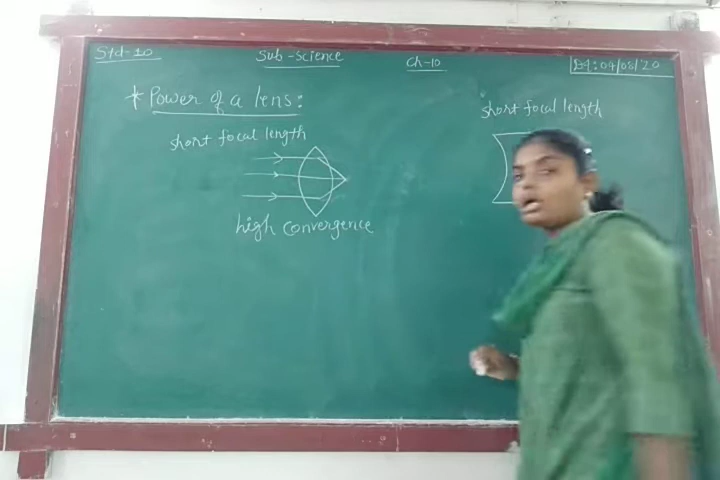 Std-10
Sub-Science
Ch-10
Dt:04/08/20
* Power of a lens:
short focal length
high convergence
short focal length